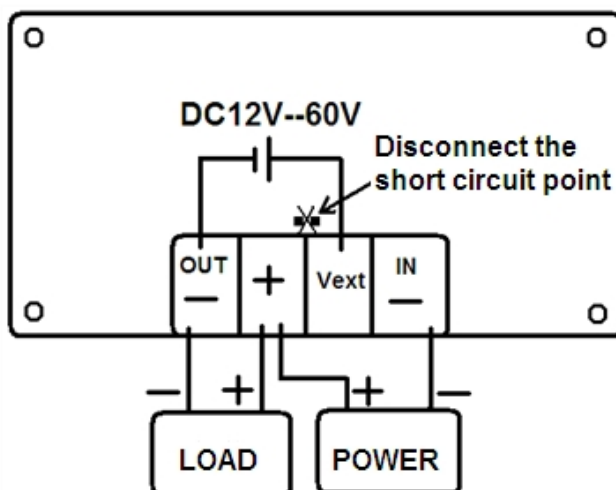 DC12V--60V
Disconnect the
short circuit point
OUT
IN
− + Vext −
− + + −
LOAD POWER